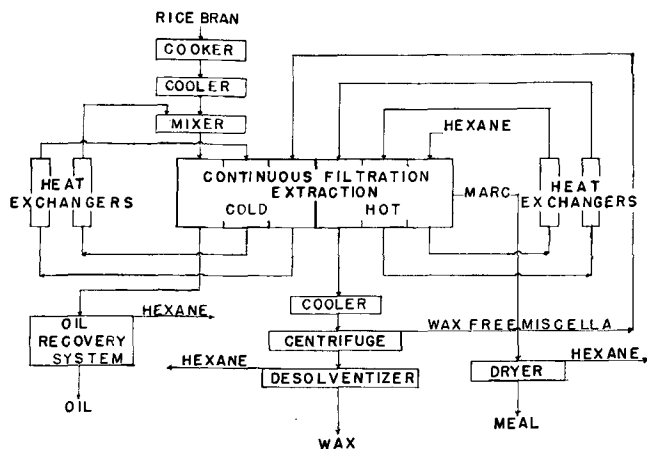 RICE BRAN
COOKER
COOLER
MIXER
HEXANE
HEAT
EXCHANGERS
CONTINUOUS FILTRATION
EXTRACTION
COLD
HOT
MARC
HEAT
EXCHANGERS
COOLER
HEXANE
OIL
RECOVERY
SYSTEM
CENTRIFUGE
WAX FREE MISCELLA
HEXANE
DESOLVENTIZER
HEXANE
DRYER
OIL
MEAL
WAX